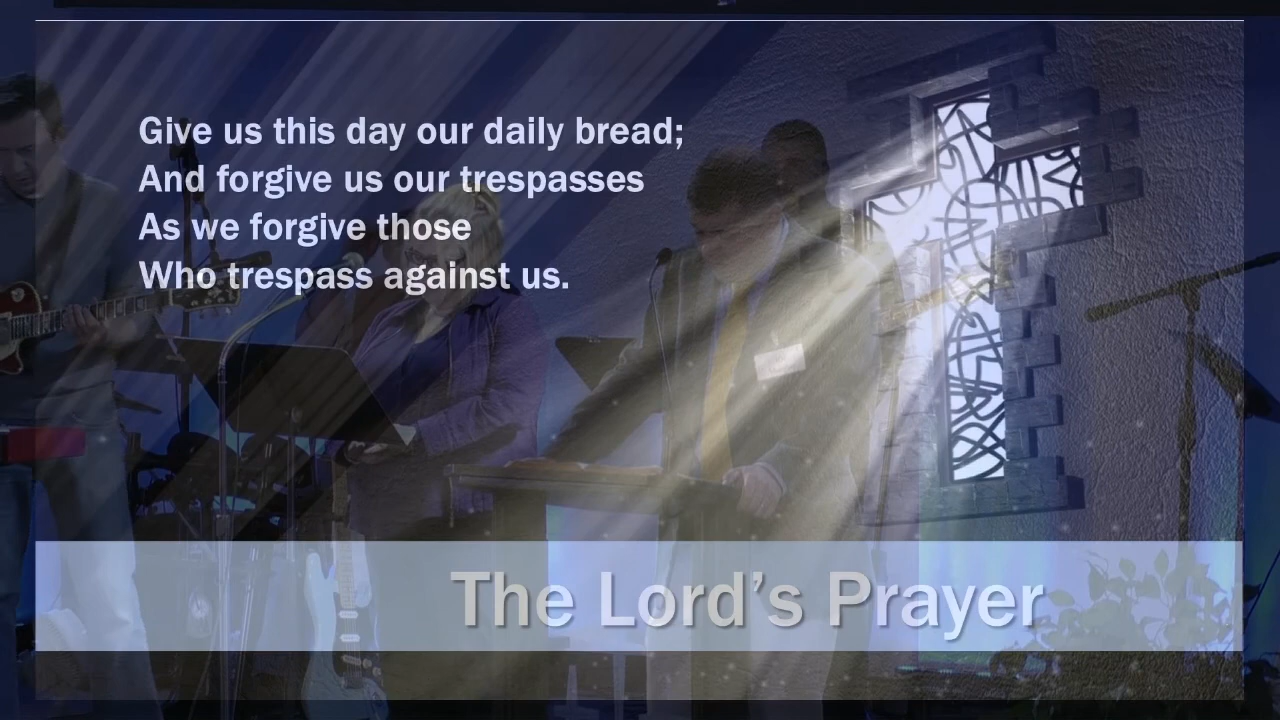 Give us this day our daily bread;
And forgive us our trespasses
As we forgive those
Who trespass against us.
The Lord’s Prayer